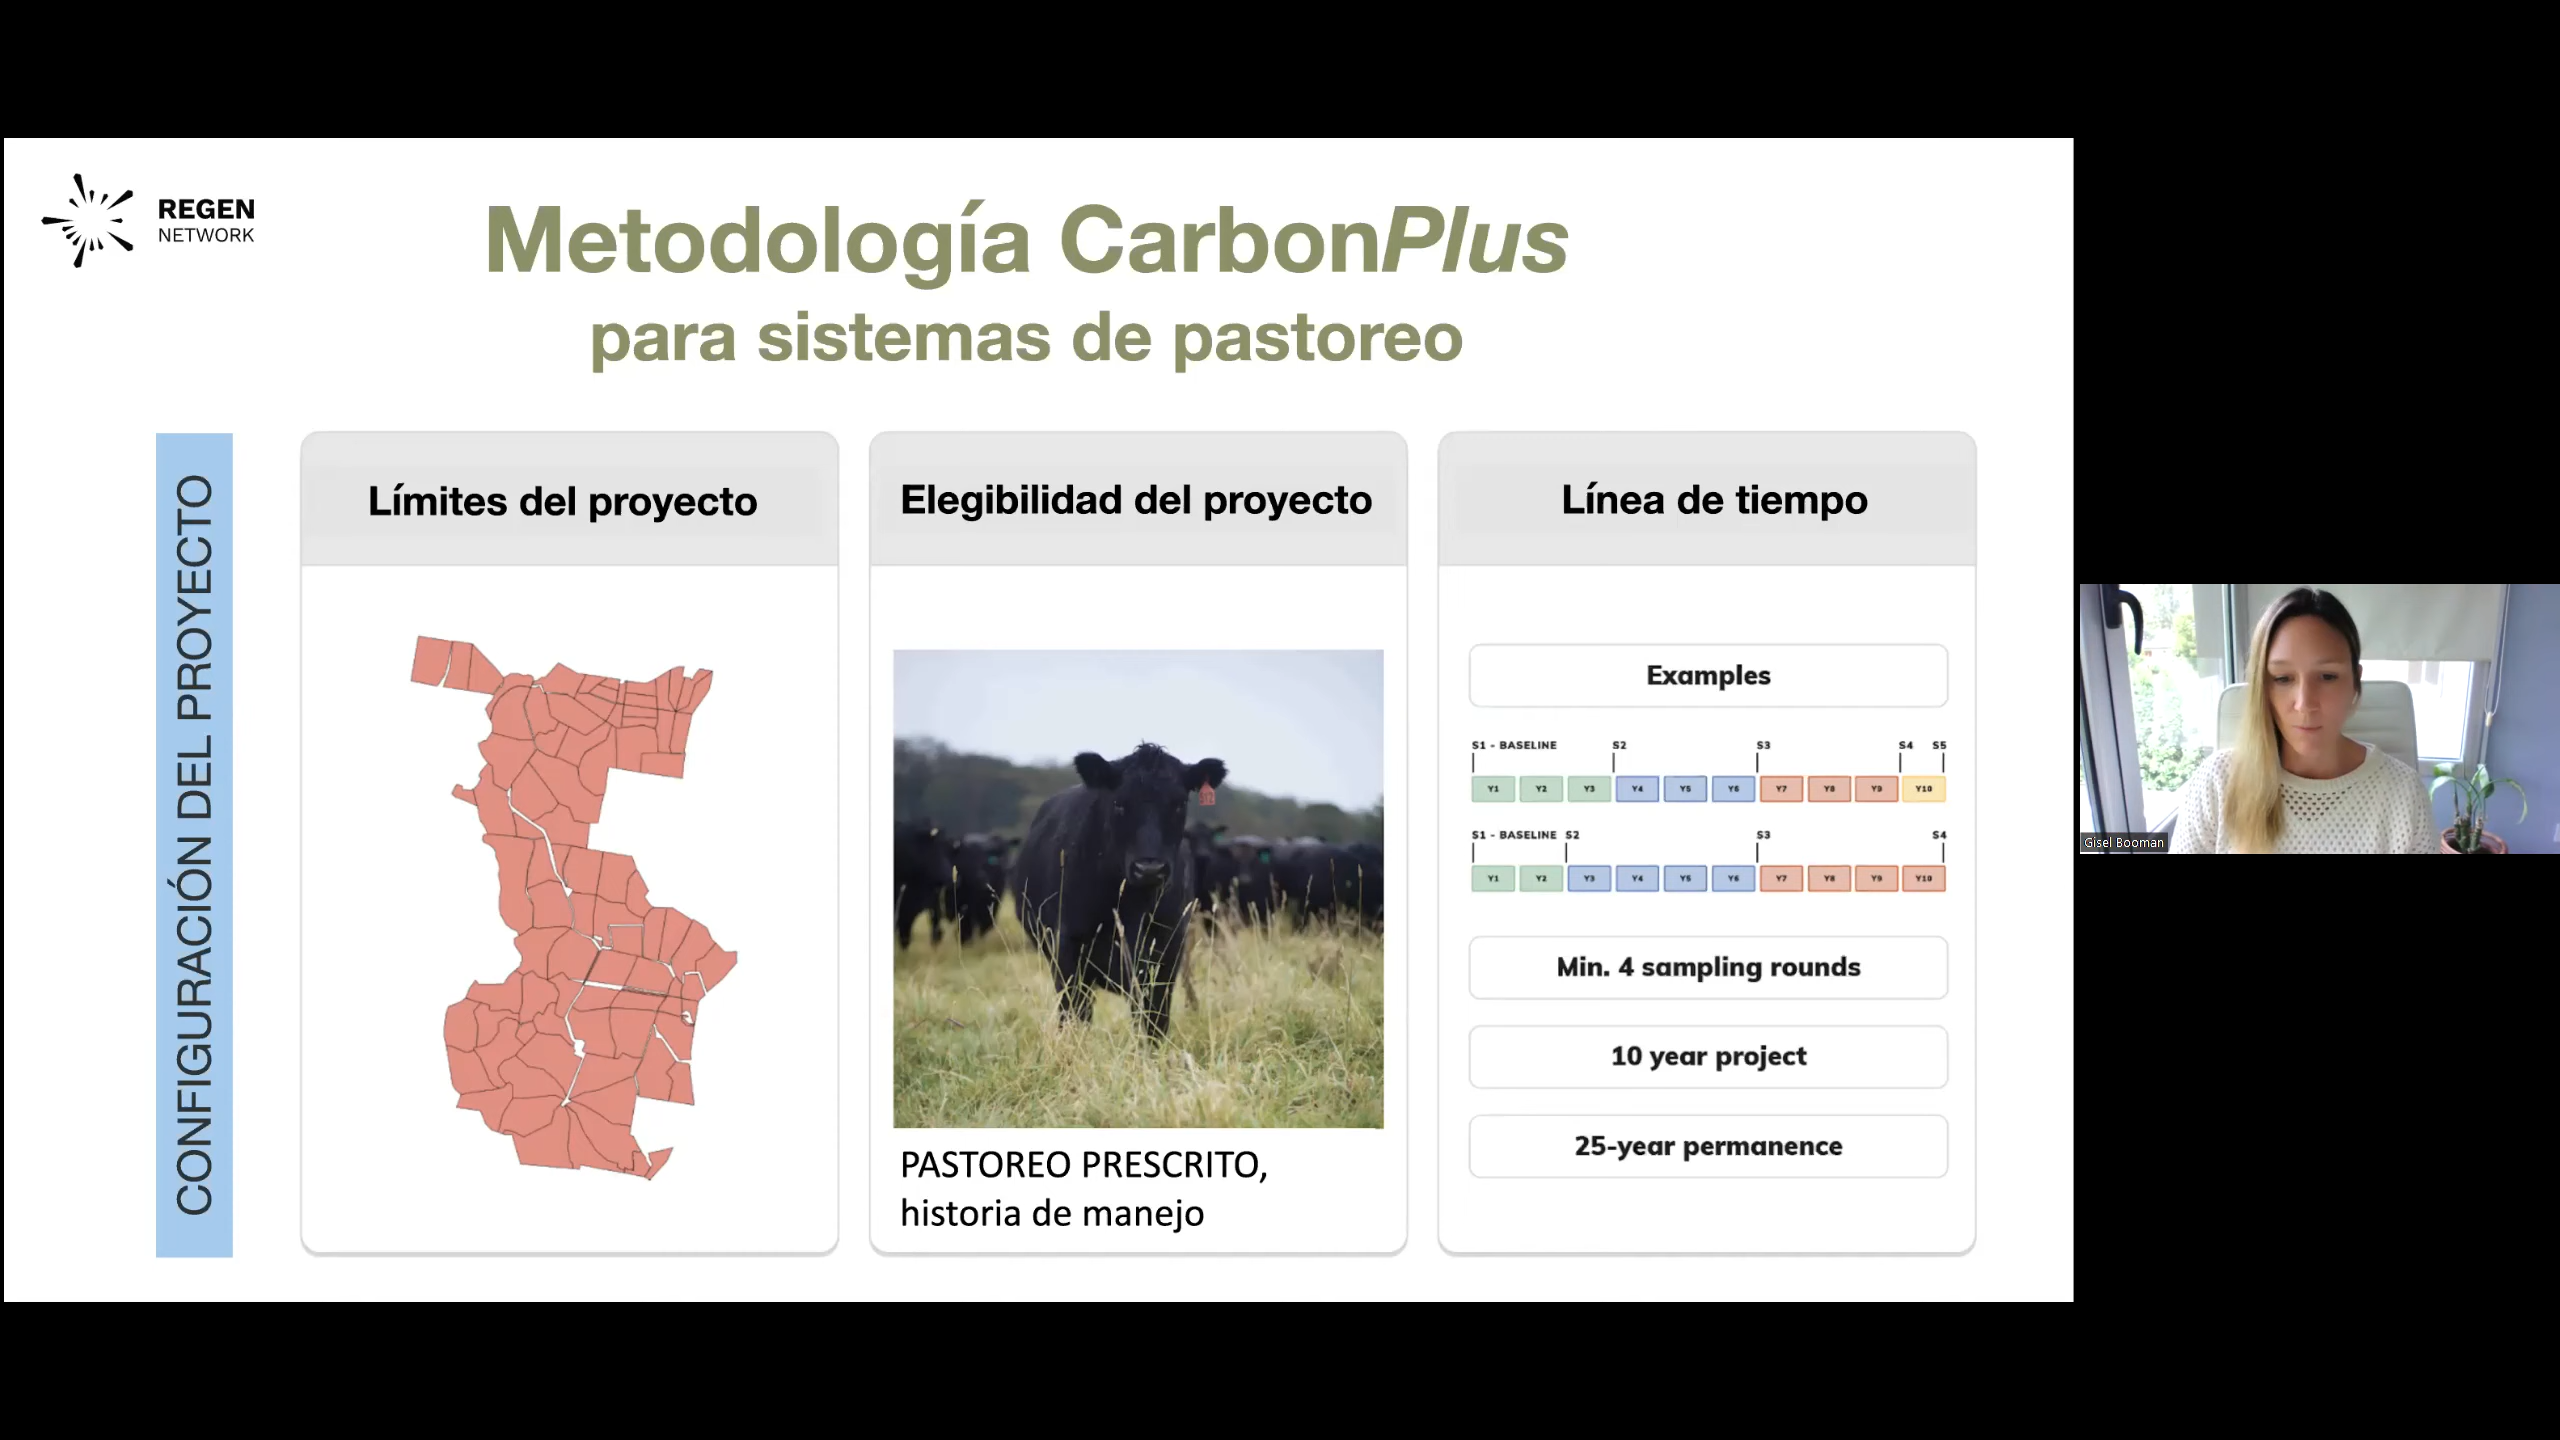 REGEN
NETWORK
Metodología CarbonPlus
para sistemas de pastoreo
CONFIGURACIÓN DEL PROYECTO
Límites del proyecto
Elegibilidad del proyecto
PASTOREO PRESCRITO,
historia de manejo
Línea de tiempo
Examples
S1 - BASELINE S2 S3 S4 S5
Y1 Y2 Y3 Y4 Y5 Y6 Y7 Y8 Y9 Y10
S1 - BASELINE S2 S3 S4
Y1 Y2 Y3 Y4 Y5 Y6 Y7 Y8 Y9 Y10
Min. 4 sampling rounds
10 year project
25-year permanence
Gisel Booman